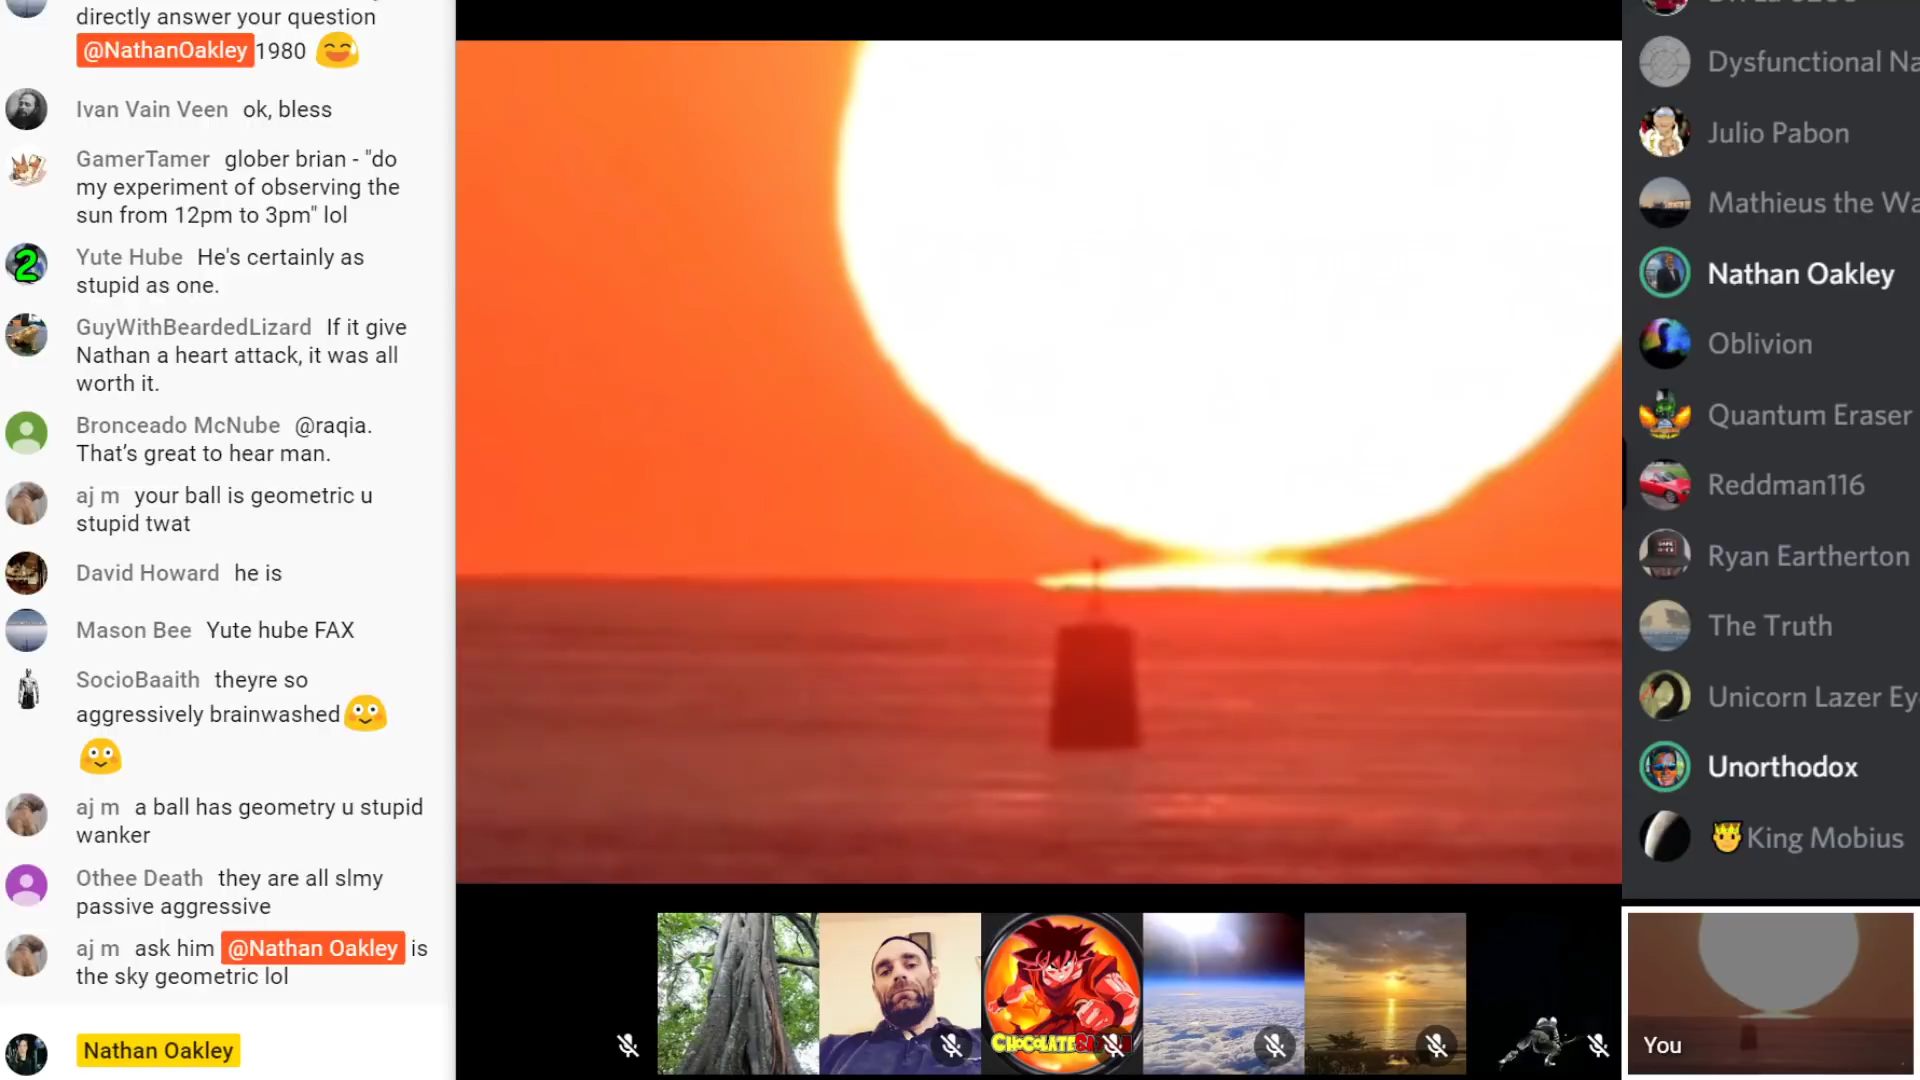 directly answer your question
@NathanOakley 1980
Ivan Vain Veen ok, bless
GamerTamer glober brian - "do
my experiment of observing the
sun from 12pm to 3pm" lol
Yute Hube He's certainly as
stupid as one.
GuyWithBeardedLizard If it give
Nathan a heart attack, it was all
worth it.
Bronceado McNube @raqia.
That's great to hear man.
aj m your ball is geometric u
stupid twat
David Howard he is
Mason Bee Yute hube FAX
SocioBaaith theyre so
aggressively brainwashed
aj m a ball has geometry u stupid
wanker
Othee Death they are all slmy
passive aggressive
aj m ask him @Nathan Oakley is
the sky geometric lol
Nathan Oakley
2
Dysfunctional Na
Julio Pabon
Mathieus the Wa
Nathan Oakley
Oblivion
Quantum Eraser
Reddman116
Ryan Eartherton
The Truth
Unicorn Lazer Ey
Unorthodox
King Mobius
You